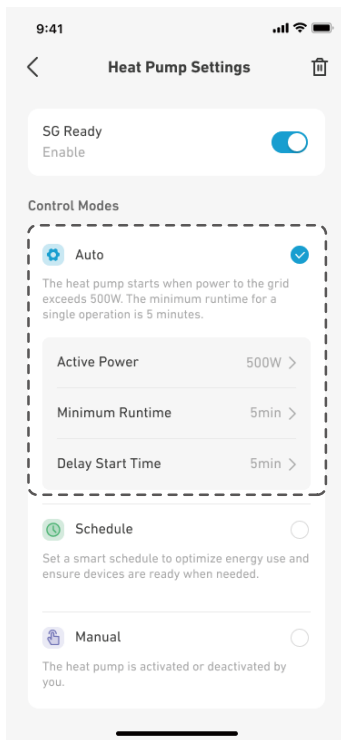 9:41
Heat Pump Settings
SG Ready
Enable
Control Modes
Auto
The heat pump starts when power to the grid
exceeds 500W. The minimum runtime for a
single operation is 5 minutes.
Active Power 500W
Minimum Runtime 5min
Delay Start Time 5min
Schedule
Set a smart schedule to optimize energy use and
ensure devices are ready when needed.
Manual
The heat pump is activated or deactivated by
you.